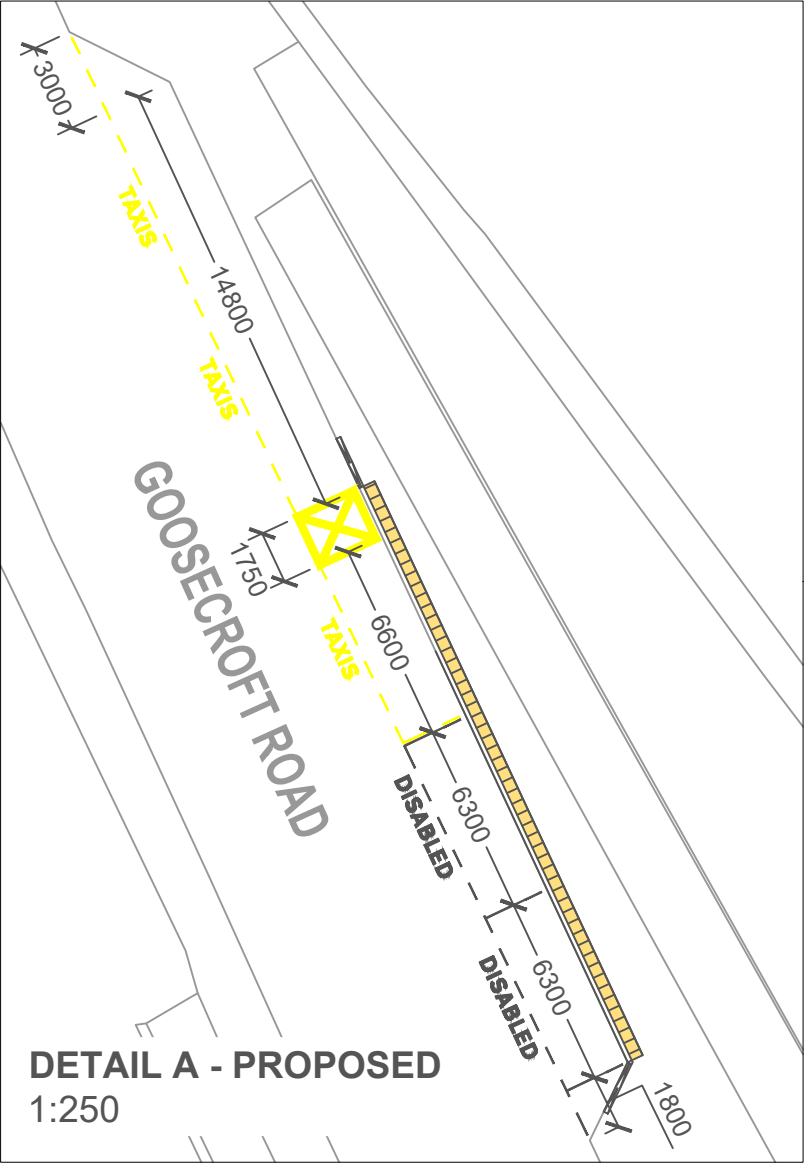 3000
TAXIS
14800
TAXIS
GOOSECROFT ROAD
1750
TAXIS
6600
6300
DISABLED
6300
DISABLED
1800
DETAIL A - PROPOSED
1:250